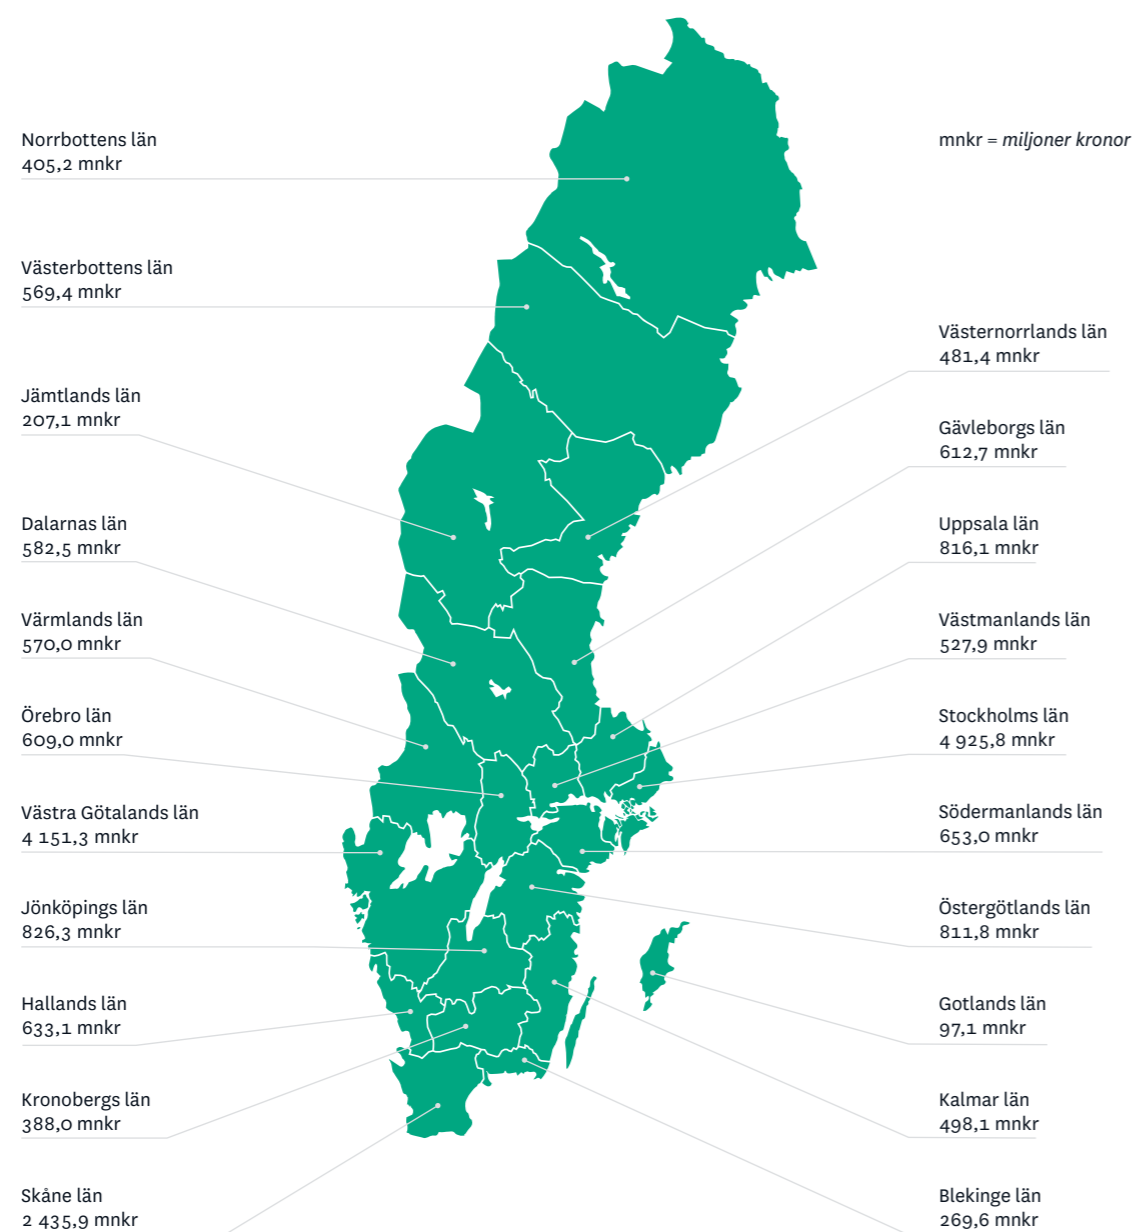 Norrbottens län
405,2 mnkr
Västerbottens län
569,4 mnkr
Jämtlands län
207,1 mnkr
Dalarnas län
582,5 mnkr
Värmlands län
570,0 mnkr
Örebro län
609,0 mnkr
Västra Götalands län
4 151,3 mnkr
Jönköpings län
826,3 mnkr
Hallands län
633,1 mnkr
Kronobergs län
388,0 mnkr
Skåne län
2 435,9 mnkr
mnkr = miljoner kronor
Västernorrlands län
481,4 mnkr
Gävleborgs län
612,7 mnkr
Uppsala län
816,1 mnkr
Västmanlands län
527,9 mnkr
Stockholms län
4 925,8 mnkr
Södermanlands län
653,0 mnkr
Östergötlands län
811,8 mnkr
Gotlands län
97,1 mnkr
Kalmar län
498,1 mnkr
Blekinge län
269,6 mnkr